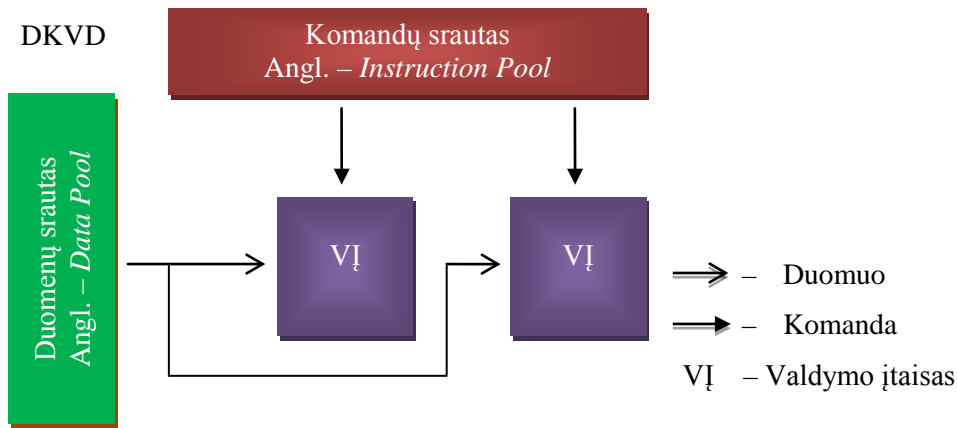 DKVD
Komandų srautas
Angl. – Instruction Pool
Duomenų srautas
Angl. – Data Pool
VĮ
VĮ
– Duomuo
– Komanda
VĮ – Valdymo įtaisas